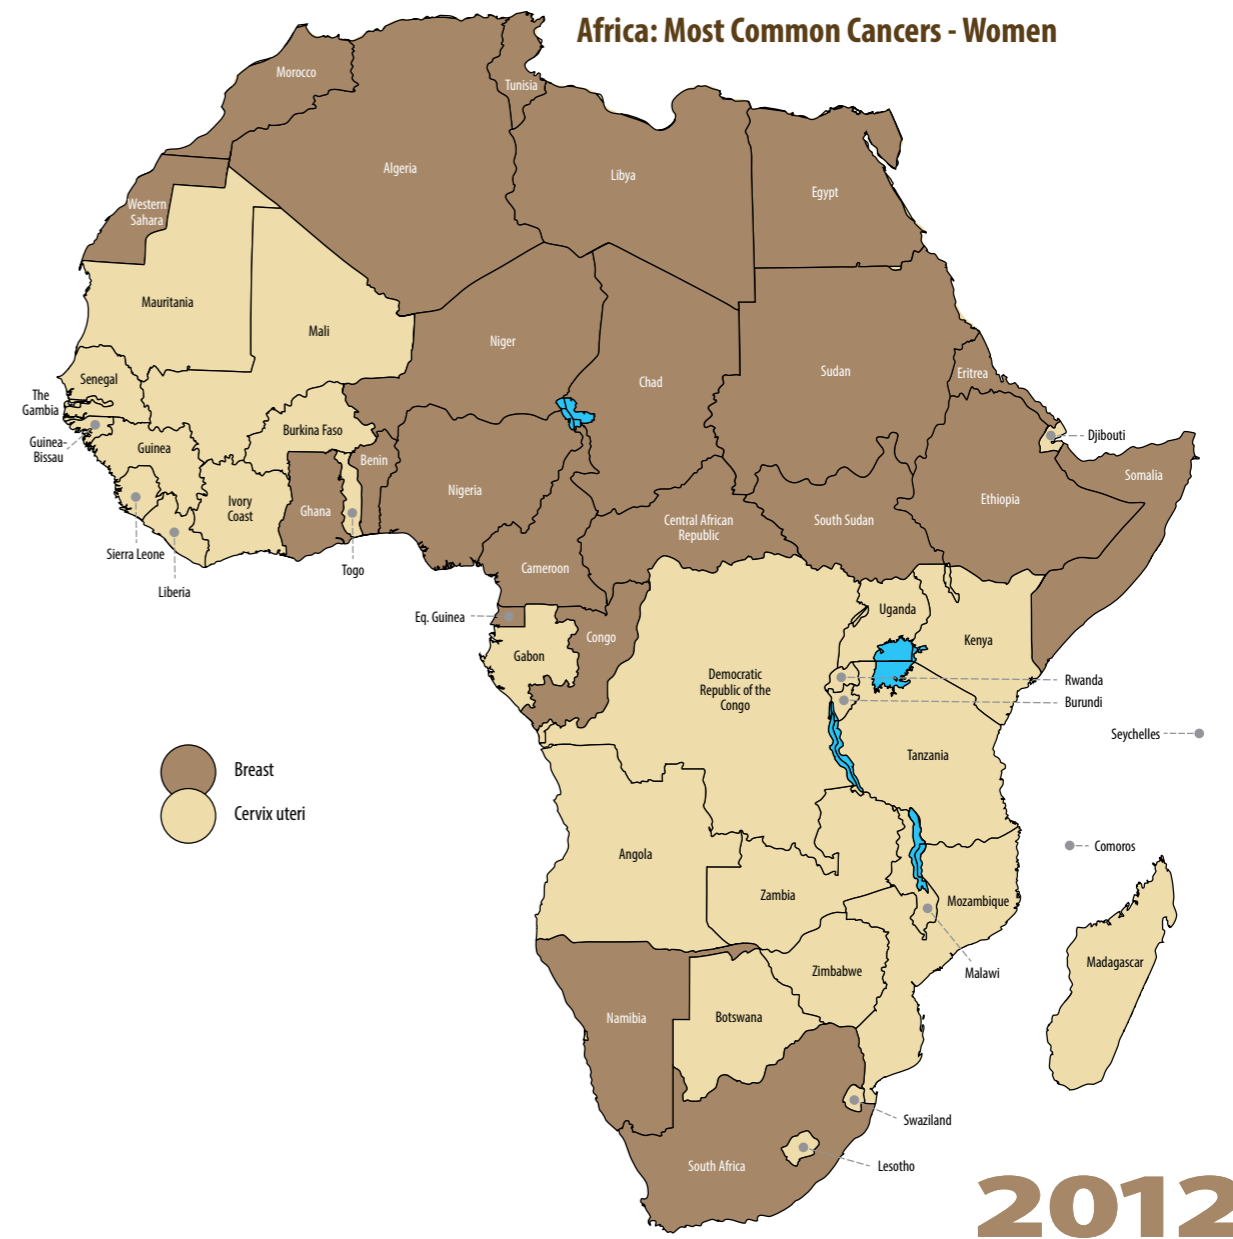 Africa: Most Common Cancers - Women
Morocco
Tunisia
Algeria
Libya
Egypt
Western
Sahara
Mauritania
Mali
Niger
Chad
Sudan
Eritrea
Senegal
The
Gambia
Guinea-
Bissau
Guinea
Burkina Faso
Benin
Djibouti
Somalia
Nigeria
Ivory
Coast
Ghana
Ethiopia
Central African
Republic
South Sudan
Sierra Leone
Liberia
Togo
Cameroon
Eq. Guinea
Uganda
Kenya
Congo
Gabon
Democratic
Republic of the
Congo
Rwanda
Burundi
Seychelles
Tanzania
Breast
Cervix uteri
Angola
Comoros
Zambia
Mozambique
Madagascar
Zimbabwe
Malawi
Namibia
Botswana
Swaziland
South Africa
Lesotho
2012